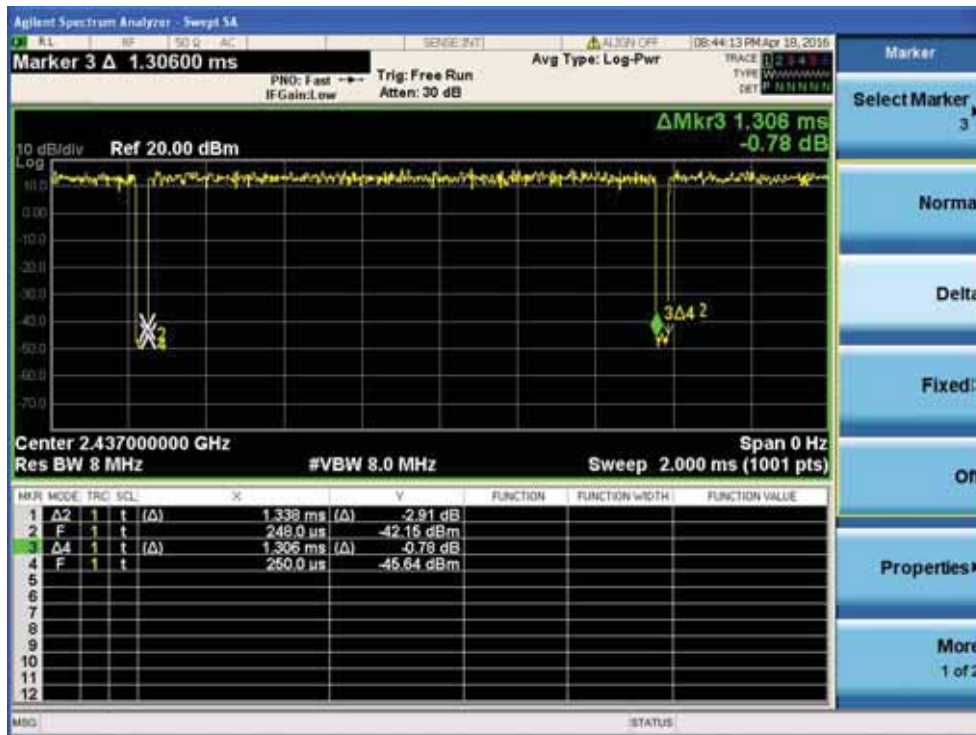 Agilent Spectrum Analyzer - Swept SA
RL RF 50 Ω AC SENSE:INT ALIGN OFF 08:44:13 PM Apr 18, 2016
Marker 3 Δ 1.30600 ms
PNO: Fast Trig: Free Run Avg Type: Log-Pwr TRACE 1 2 3 4 5 6
IFGain:Low Atten: 30 dB TYPE W
DET P N N N N N
ΔMkr3 1.306 ms
-0.78 dB
10 dB/div Ref 20.00 dBm
Log
10.0
0.00
-10.0
-20.0
-30.0
-40.0
-50.0
-60.0
-70.0
2
4
3Δ4 2
Center 2.437000000 GHz Span 0 Hz
Res BW 8 MHz #VBW 8.0 MHz Sweep 2.000 ms (1001 pts)
MKR MODE TRC SCL X Y FUNCTION FUNCTION WIDTH FUNCTION VALUE
1 Δ2 1 t (Δ) 1.338 ms (Δ) -2.91 dB
2 F 1 t 248.0 µs -42.15 dBm
3 Δ4 1 t (Δ) 1.306 ms (Δ) -0.78 dB
4 F 1 t 250.0 µs -45.64 dBm
5
6
7
8
9
10
11
12
MSG STATUS
Marker
Select Marker
3
Norma
Delta
Fixed
Of
Properties
More
1 of 2